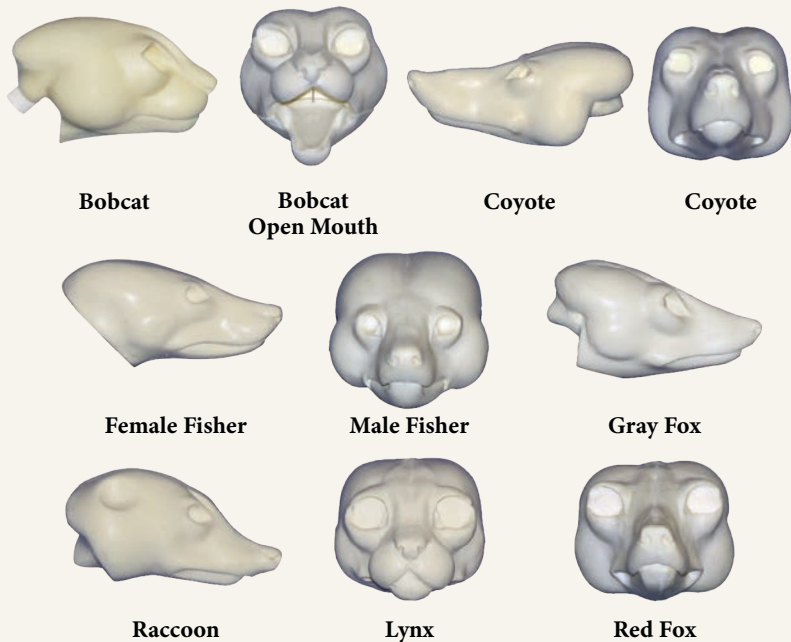 Bobcat
Bobcat
Open Mouth
Coyote
Coyote
Female Fisher
Male Fisher
Gray Fox
Raccoon
Lynx
Red Fox